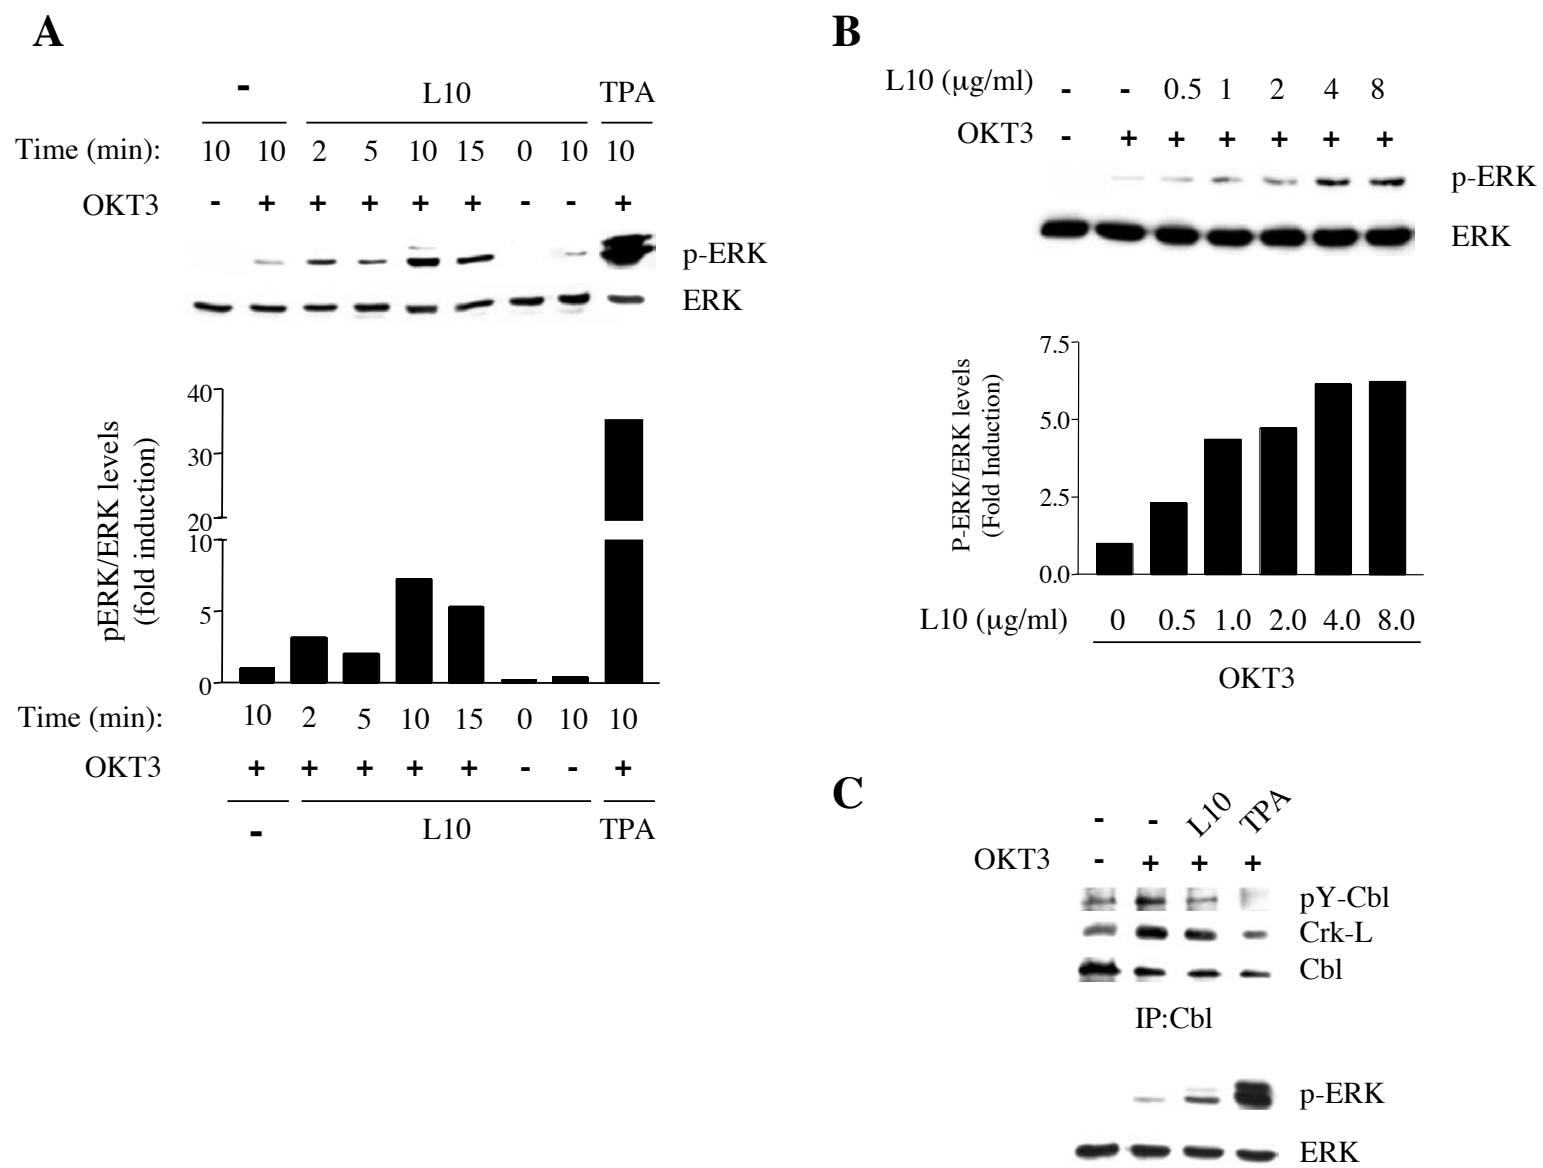 A
- L10 TPA
Time (min): 10 10 2 5 10 15 0 10 10
OKT3 - + + + + + - - +
p-ERK
ERK
pERK/ERK levels
(fold induction)
40
30
20
10
5
0
Time (min): 10 2 5 10 15 0 10 10
OKT3 + + + + + - - +
- L10 TPA
B
L10 (μg/ml) - - 0.5 1 2 4 8
OKT3 - + + + + + +
p-ERK
ERK
P-ERK/ERK levels
(Fold Induction)
7.5
5.0
2.5
0.0
L10 (μg/ml) 0 0.5 1.0 2.0 4.0 8.0
OKT3
C
- - L10 TPA
OKT3 - + + +
pY-Cbl
Crk-L
Cbl
IP:Cbl
p-ERK
ERK